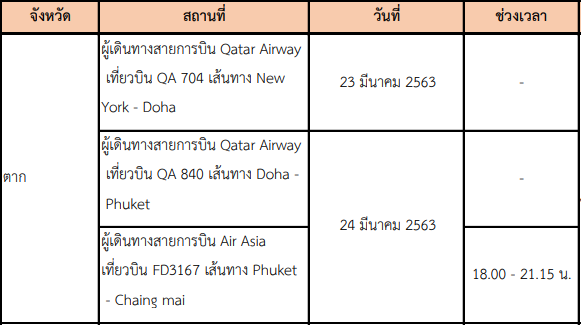 จังหวัด สถานที่ วันที่ ช่วงเวลา
ตาก
ผู้เดินทางสายการบิน Qatar Airway
เที่ยวบิน QA 704 เส้นทาง New
York - Doha
23 มีนาคม 2563
-
ผู้เดินทางสายการบิน Qatar Airway
เที่ยวบิน QA 840 เส้นทาง Doha -
Phuket
24 มีนาคม 2563
-
ผู้เดินทางสายการบิน Air Asia
เที่ยวบิน FD3167 เส้นทาง Phuket
- Chaing mai
18.00 - 21.15 น.